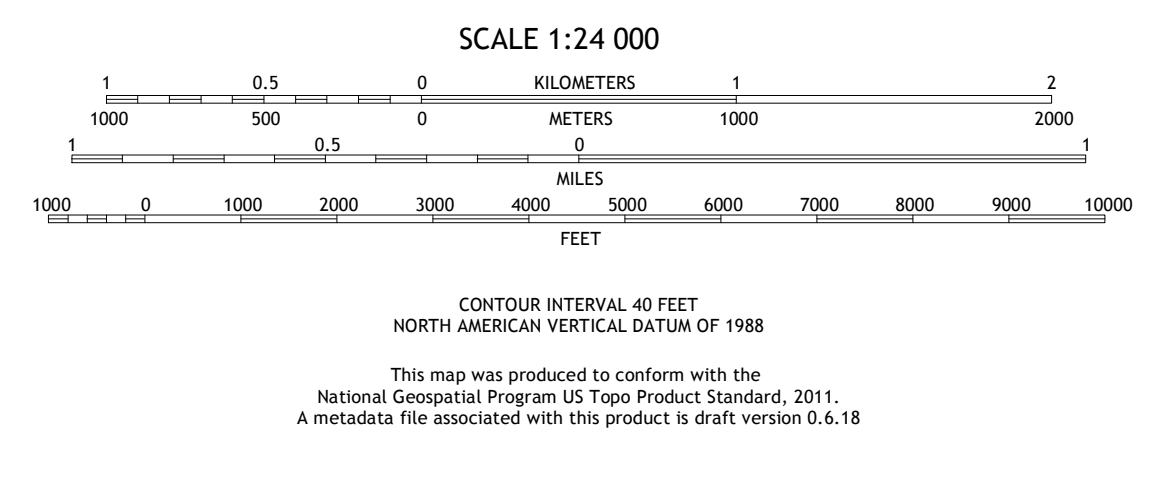 SCALE 1:24 000
1 0.5 0 KILOMETERS 1 2
1000 500 0 METERS 1000 2000
1 0.5 0 1
MILES
1000 0 1000 2000 3000 4000 5000 6000 7000 8000 9000 10000
FEET
CONTOUR INTERVAL 40 FEET
NORTH AMERICAN VERTICAL DATUM OF 1988
This map was produced to conform with the
National Geospatial Program US Topo Product Standard, 2011.
A metadata file associated with this product is draft version 0.6.18